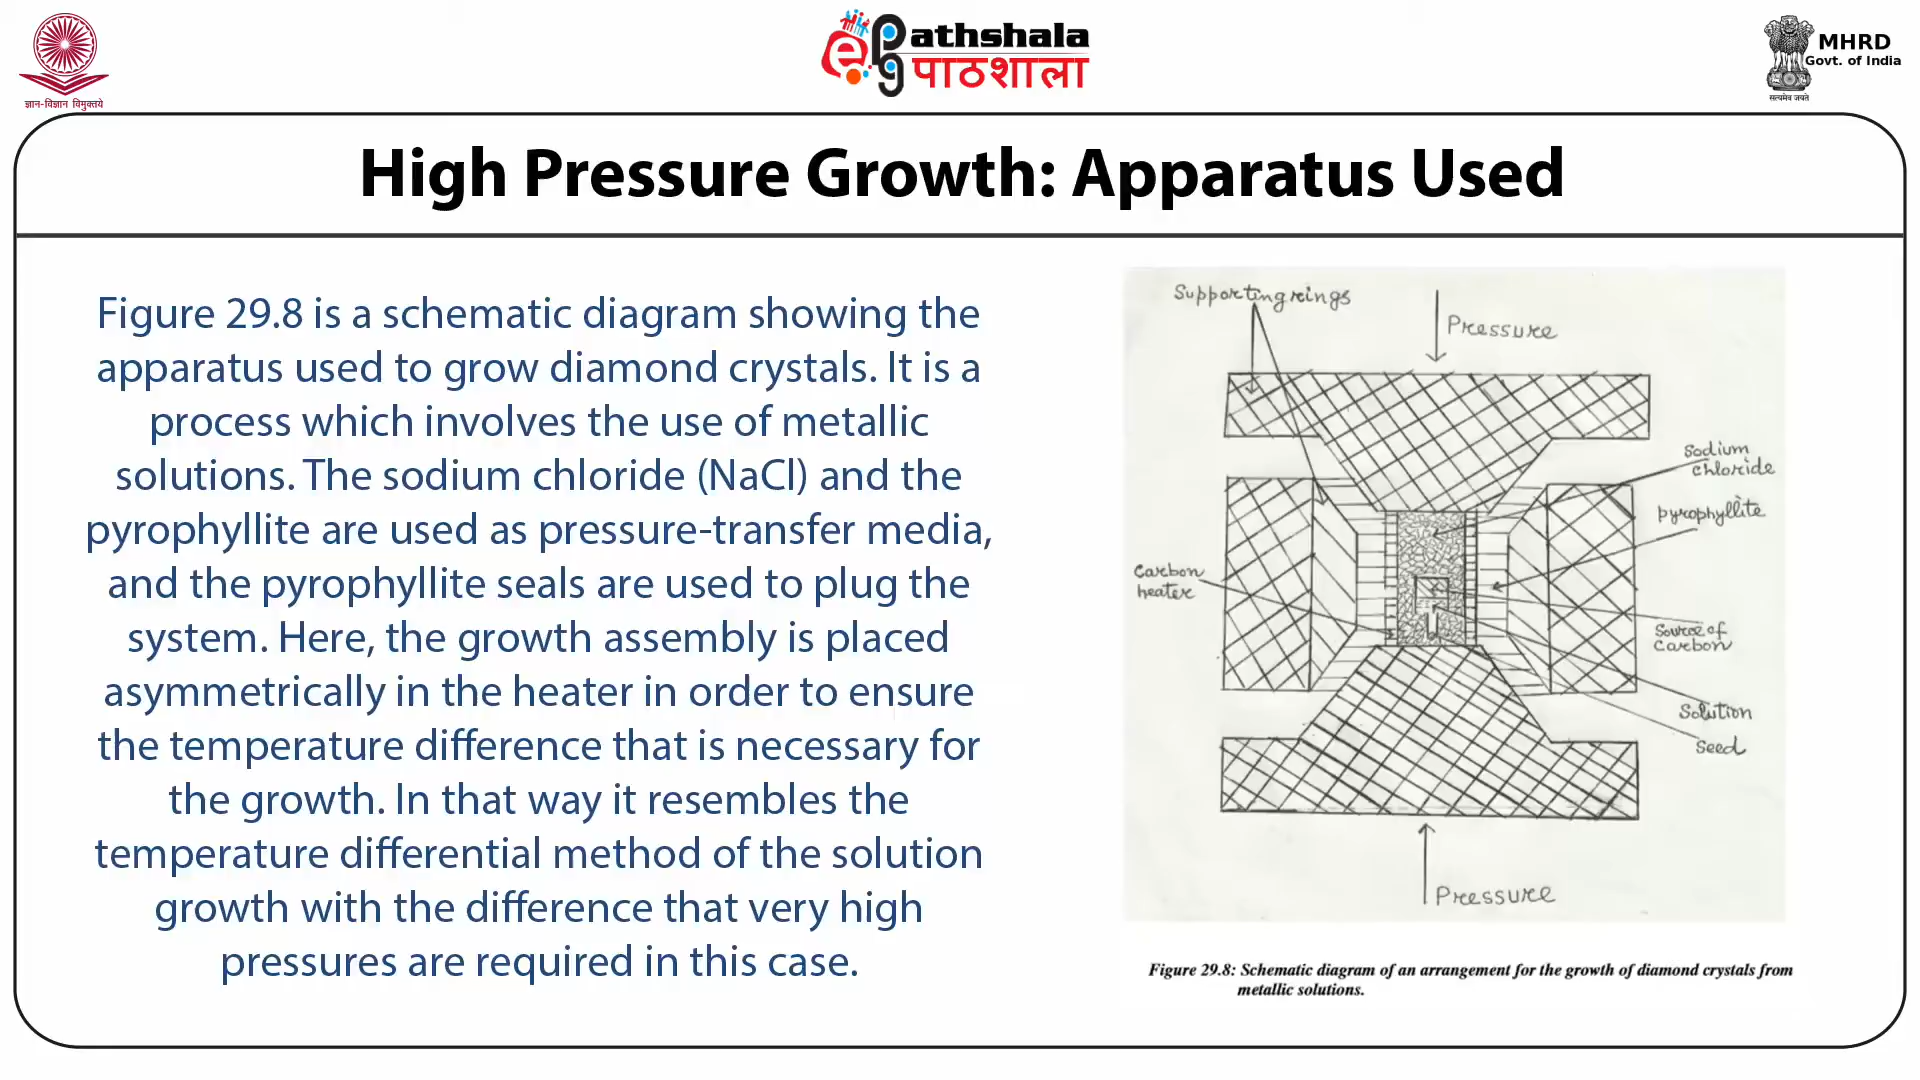 ज्ञान-विज्ञान विमुक्तये
ePathshala
पाठशाला
सत्यमेव जयते
MHRD
Govt. of India
High Pressure Growth: Apparatus Used
Figure 29.8 is a schematic diagram showing the
apparatus used to grow diamond crystals. It is a
process which involves the use of metallic
solutions. The sodium chloride (NaCl) and the
pyrophyllite are used as pressure-transfer media,
and the pyrophyllite seals are used to plug the
system. Here, the growth assembly is placed
asymmetrically in the heater in order to ensure
the temperature difference that is necessary for
the growth. In that way it resembles the
temperature differential method of the solution
growth with the difference that very high
pressures are required in this case.
Supporting rings
Pressure
Sodium
chloride
pyrophyllite
Carbon
heater
Source of
Carbon
Solution
Seed
Pressure
Figure 29.8: Schematic diagram of an arrangement for the growth of diamond crystals from
metallic solutions.